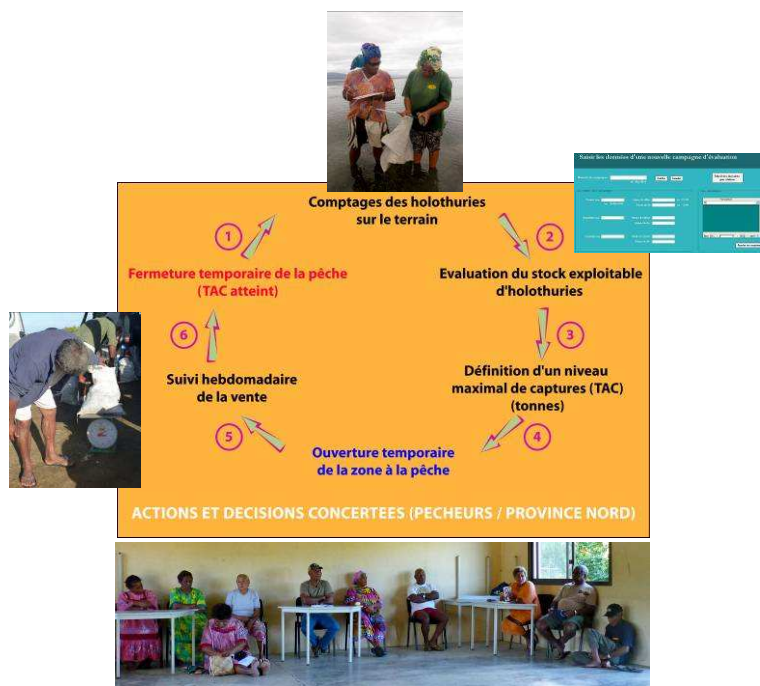 Saisir les données d'une nouvelle campagne d'évaluation
Comptages des holothuries
sur le terrain
1
2
Fermeture temporaire de la pêche
(TAC atteint)
Evaluation du stock exploitable
d'holothuries
6
3
Suivi hebdomadaire
de la vente
Définition d'un niveau
maximal de captures (TAC)
(tonnes)
5
4
Ouverture temporaire
de la zone à la pêche
ACTIONS ET DECISIONS CONCERTEES (PECHEURS / PROVINCE NORD)